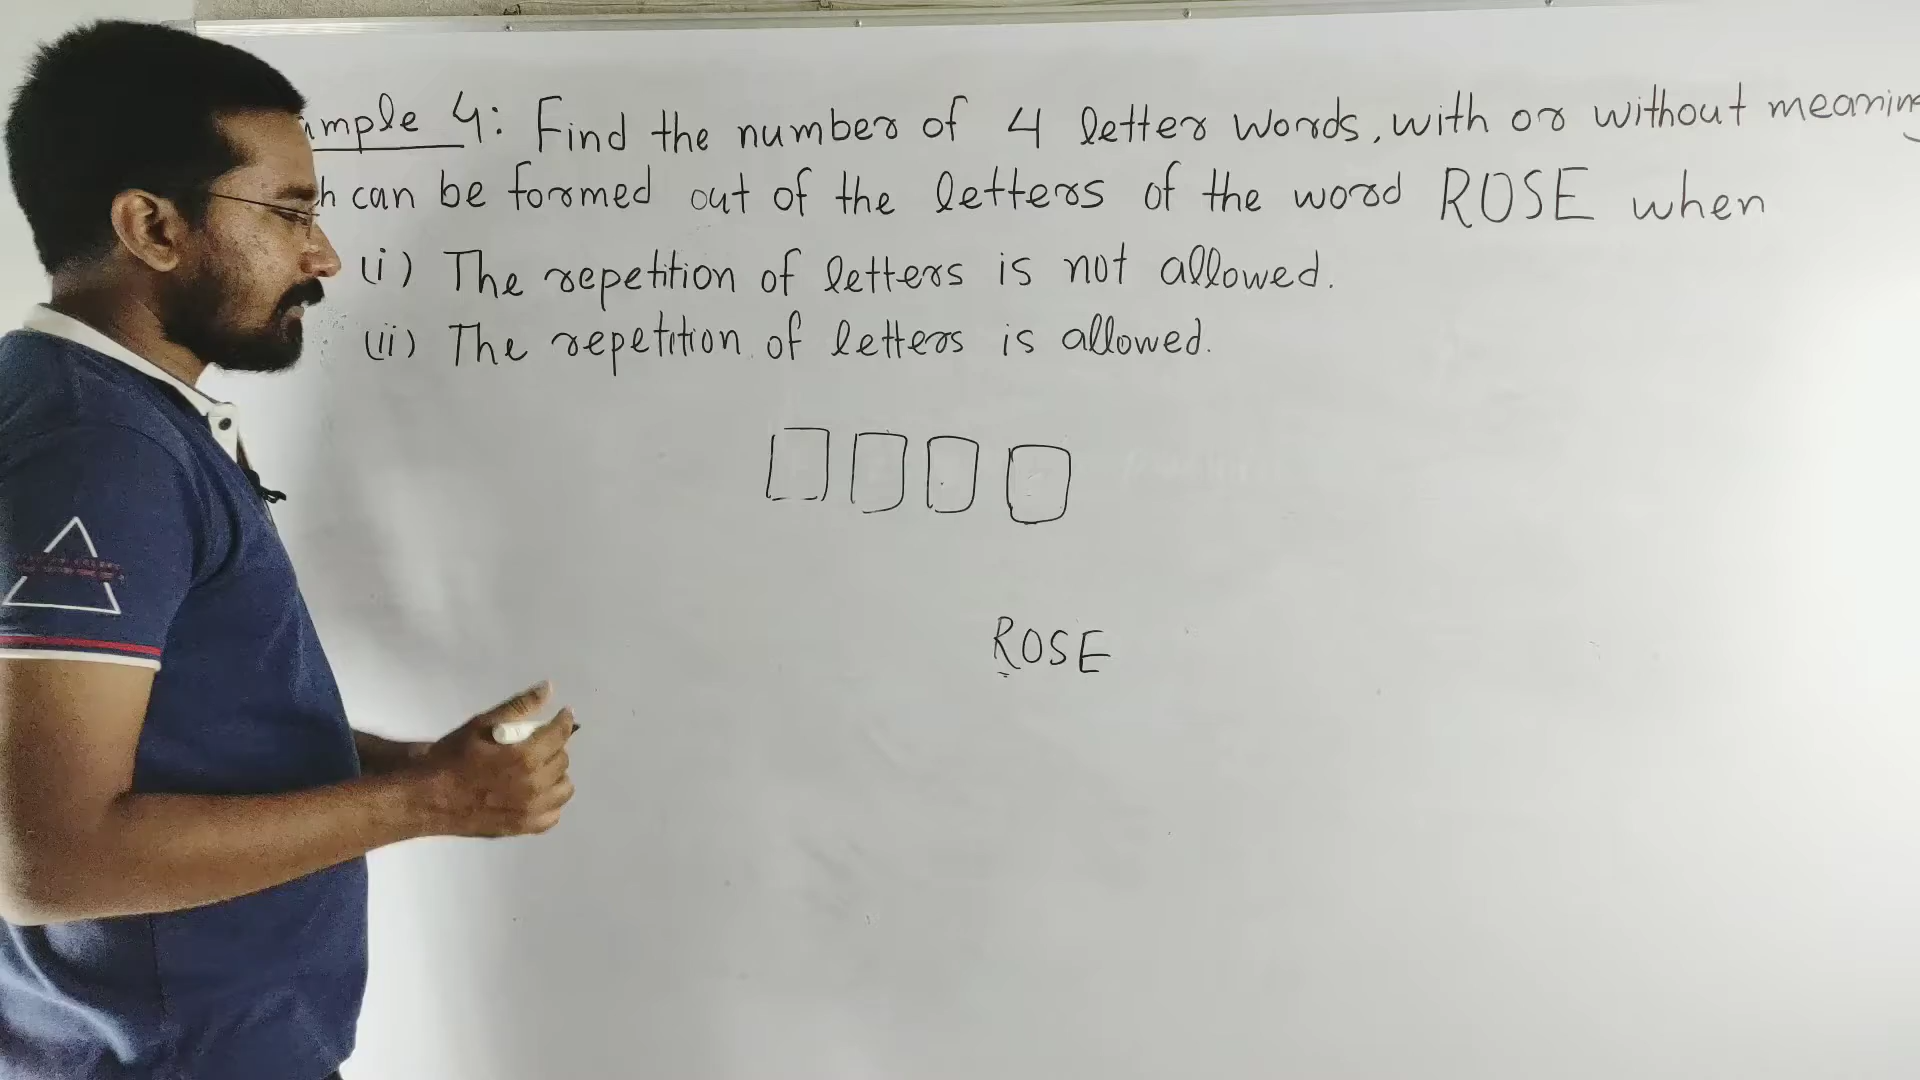 mple 4: Find the number of 4 letter words, with or without meaning
h can be formed out of the letters of the word ROSE when
(i) The repetition of letters is not allowed.
(ii) The repetition of letters is allowed.
ROSE